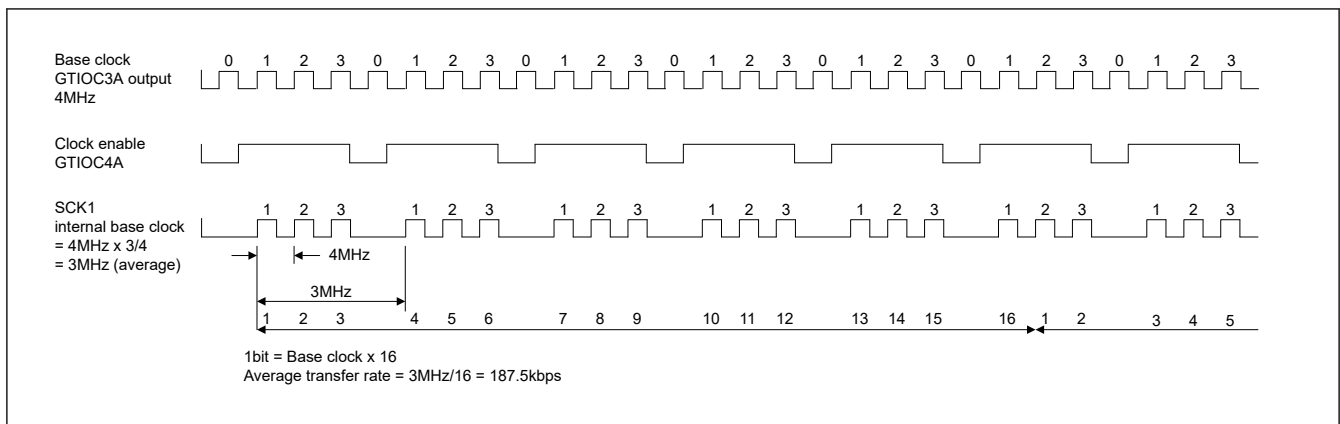 Base clock
GTIOC3A output
4MHz
0 1 2 3 0 1 2 3 0 1 2 3 0 1 2 3 0 1 2 3 0 1 2 3 0 1 2 3
Clock enable
GTIOC4A
SCK1
internal base clock
= 4MHz x 3/4
= 3MHz (average)
1 2 3 1 2 3 1 2 3 1 2 3 1 2 3 1 2 3 1 2 3
4MHz
3MHz
1 2 3 4 5 6 7 8 9 10 11 12 13 14 15 16 1 2 3 4 5
1bit = Base clock x 16
Average transfer rate = 3MHz/16 = 187.5kbps